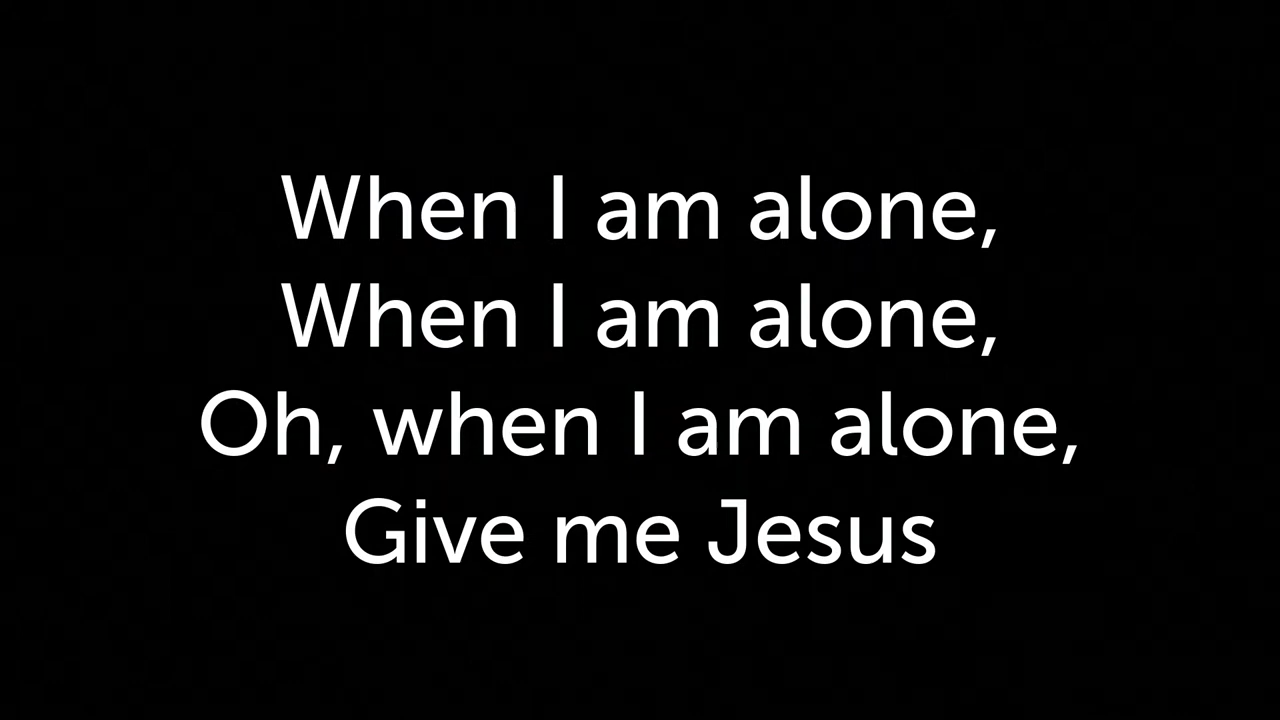 When I am alone,
When I am alone,
Oh, when I am alone,
Give me Jesus